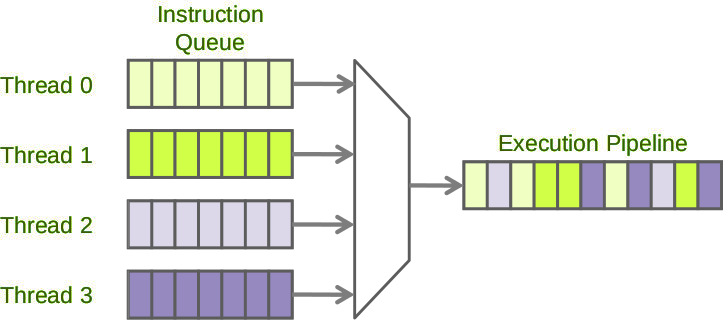 Instruction
Queue
Thread 0
Thread 1
Execution Pipeline
Thread 2
Thread 3